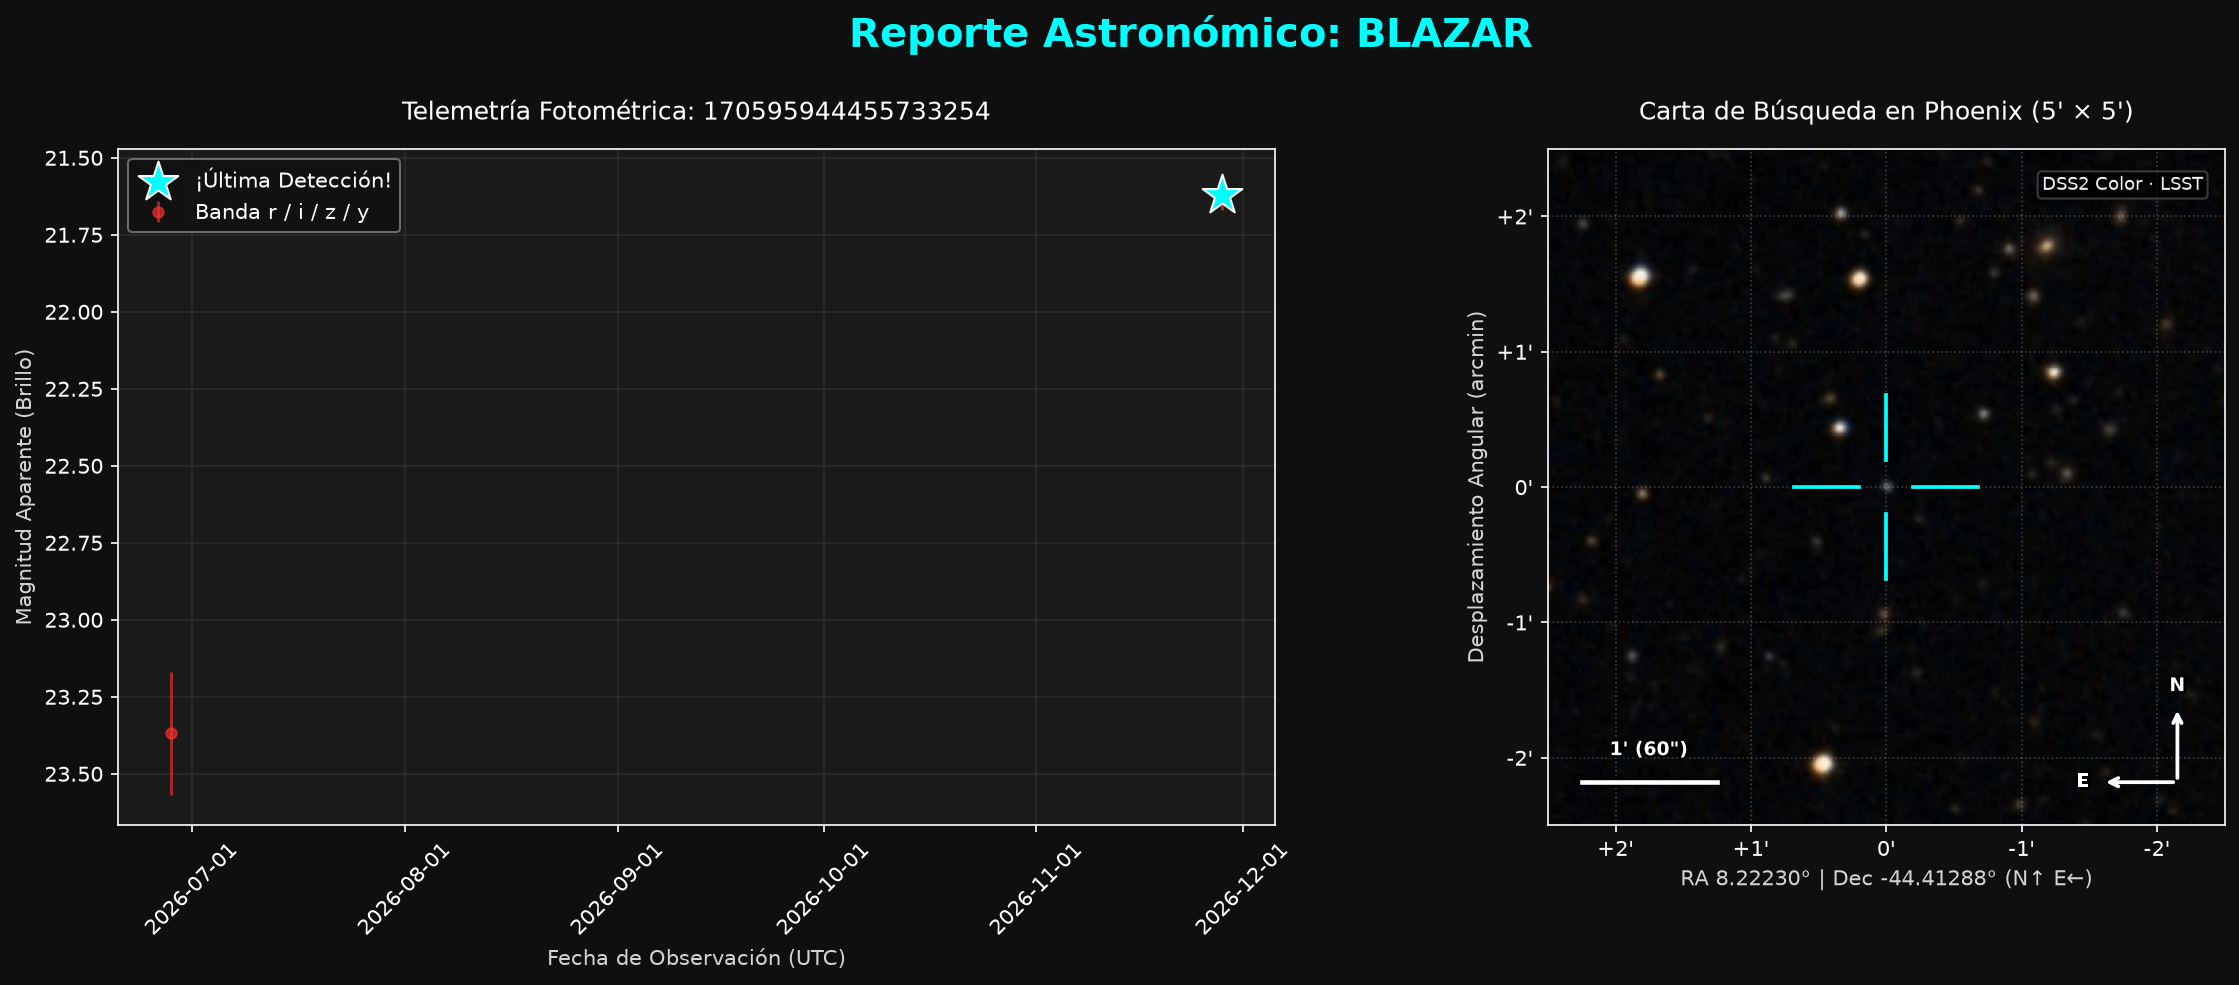 Reporte Astronómico: BLAZAR
Telemetría Fotométrica: 170595944455733254
Magnitud Aparente (Brillo)
21.50
21.75
22.00
22.25
22.50
22.75
23.00
23.25
23.50
¡Última Detección!
Banda r / i / z / y
2026-07-01
2026-08-01
2026-09-01
2026-10-01
2026-11-01
2026-12-01
Fecha de Observación (UTC)
Carta de Búsqueda en Phoenix (5' × 5')
Desplazamiento Angular (arcmin)
+2'
+1'
0'
-1'
-2'
DSS2 Color · LSST
1' (60")
N
E
+2'
+1'
0'
-1'
-2'
RA 8.22230° | Dec -44.41288° (N↑ E←)